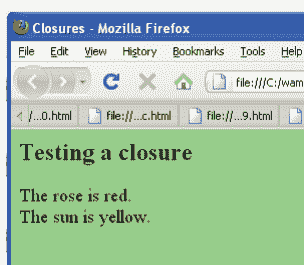 Closures - Mozilla Firefox
File Edit View History Bookmarks Tools Help
file:///C:/wam
/...0.html file://...c.html file://...9.html
Testing a closure
The rose is red.
The sun is yellow.